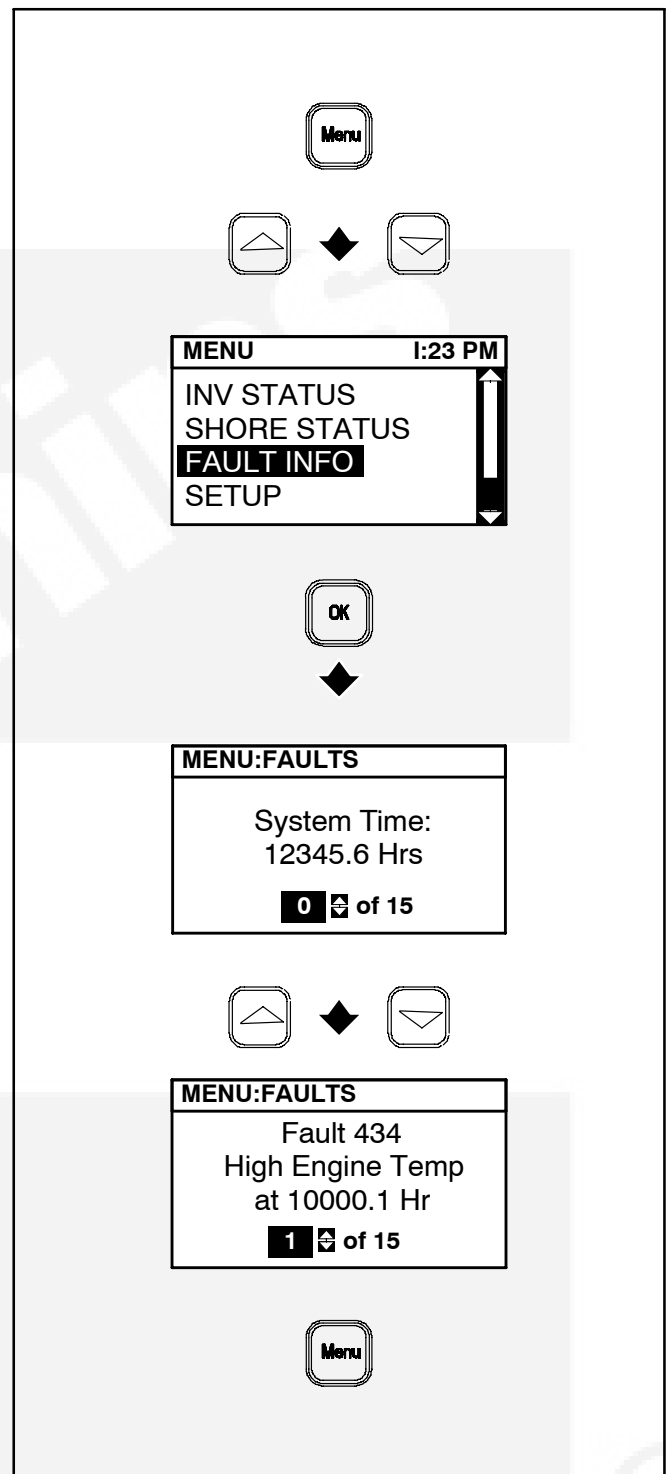 Menu
MENU I:23 PM
INV STATUS
SHORE STATUS
FAULT INFO
SETUP
OK
MENU:FAULTS
System Time:
12345.6 Hrs
0 of 15
MENU:FAULTS
Fault 434
High Engine Temp
at 10000.1 Hr
1 of 15
Menu